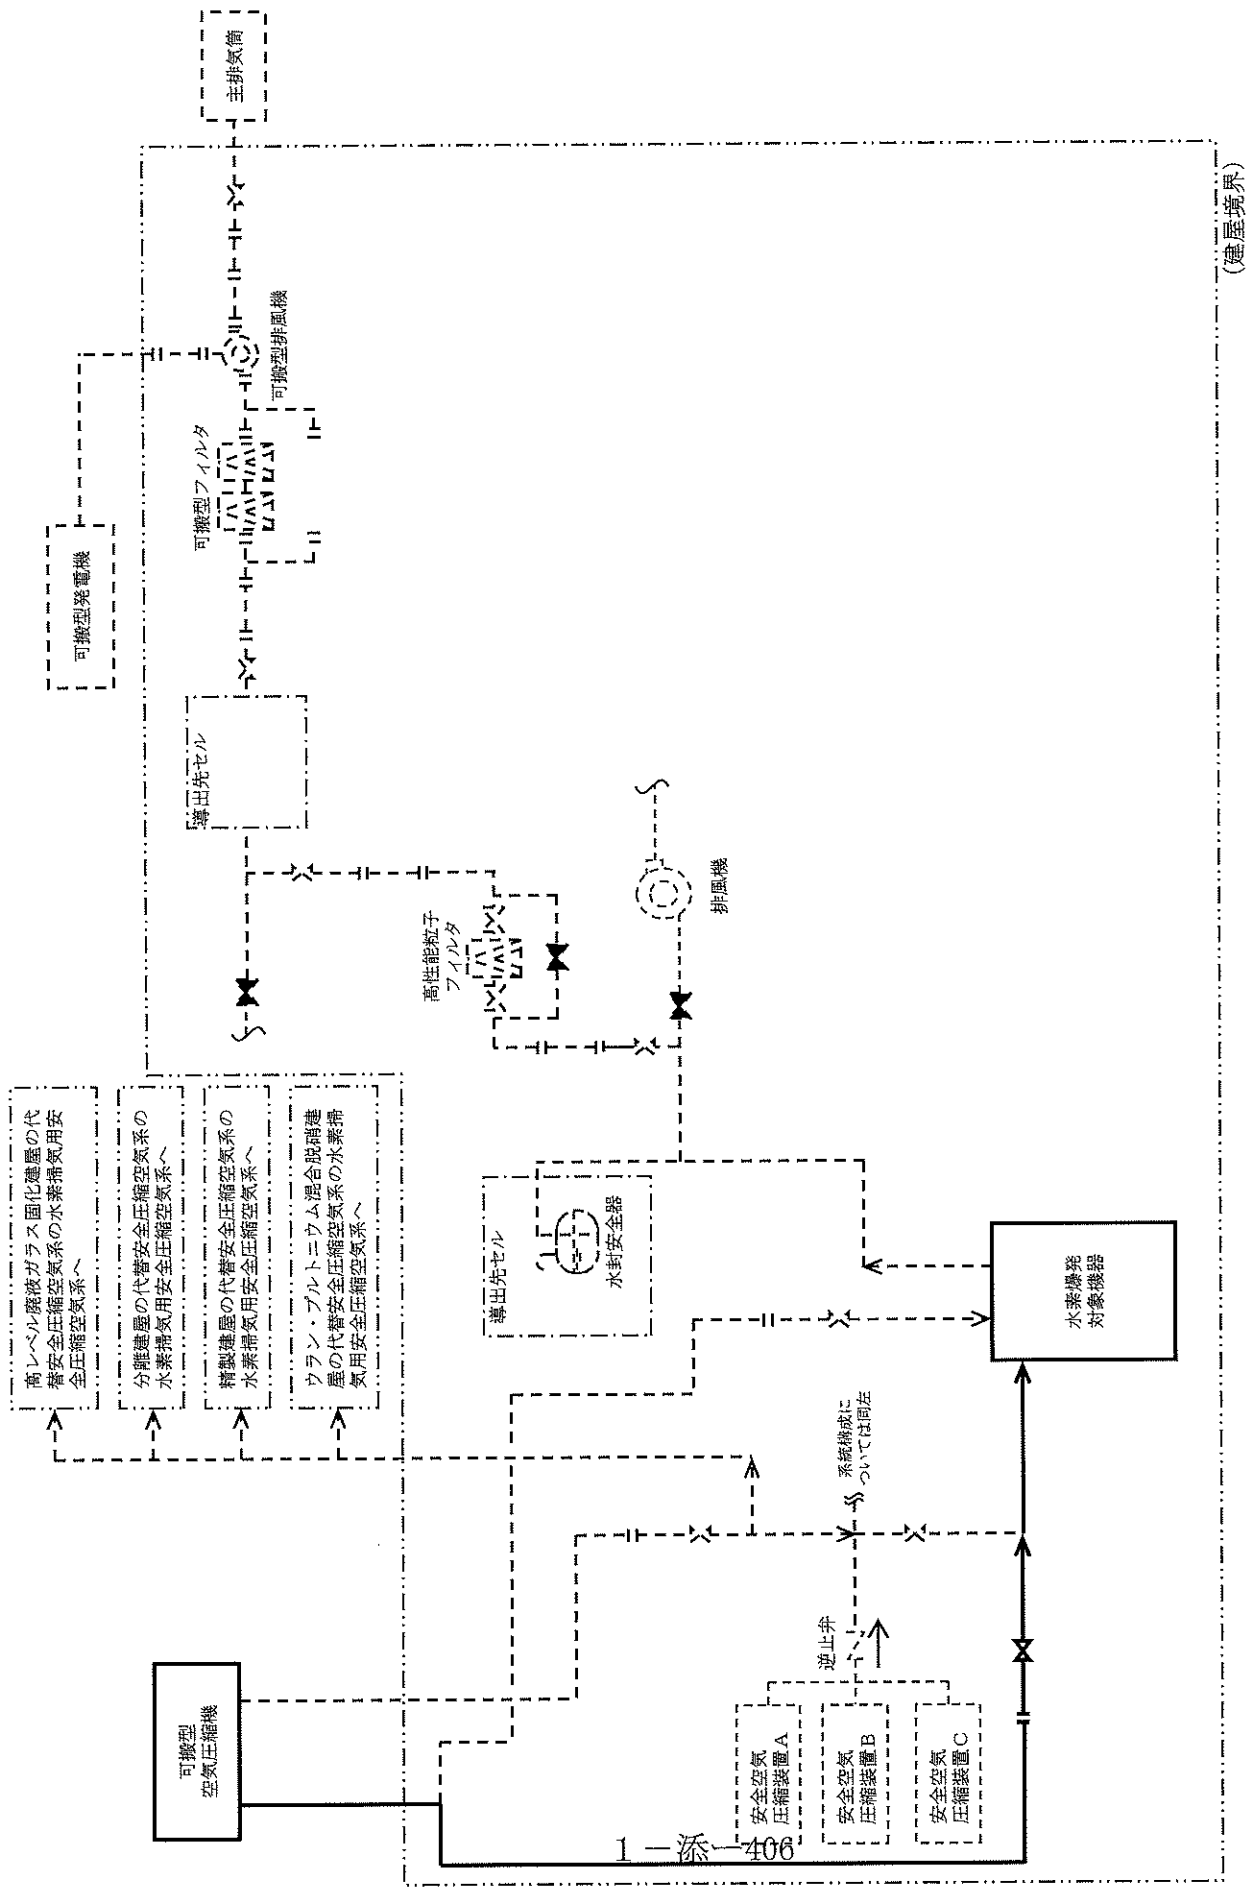 主排気筒
(建屋境界)
可搬型排風機
可搬型フィルタ
可搬型発電機
導出先セル
排風機
高性能粒子
フィルタ
高レベル廃液ガラス固化建屋の代
替安全圧縮空気系の水素掃気用安
全圧縮空気系へ
分離建屋の代替安全圧縮空気系の
水素掃気用安全圧縮空気系へ
精製建屋の代替安全圧縮空気系の
水素掃気用安全圧縮空気系へ
ウラン・プルトニウム混合脱硝建
屋の代替安全圧縮空気系の水素掃
気用安全圧縮空気系へ
導出先セル
水封安全器
水素爆発
対象機器
系統構成に
ついては同左
逆止弁
可搬型
空気圧縮機
安全空気
圧縮装置A
安全空気
圧縮装置B
安全空気
圧縮装置C
1-添-406